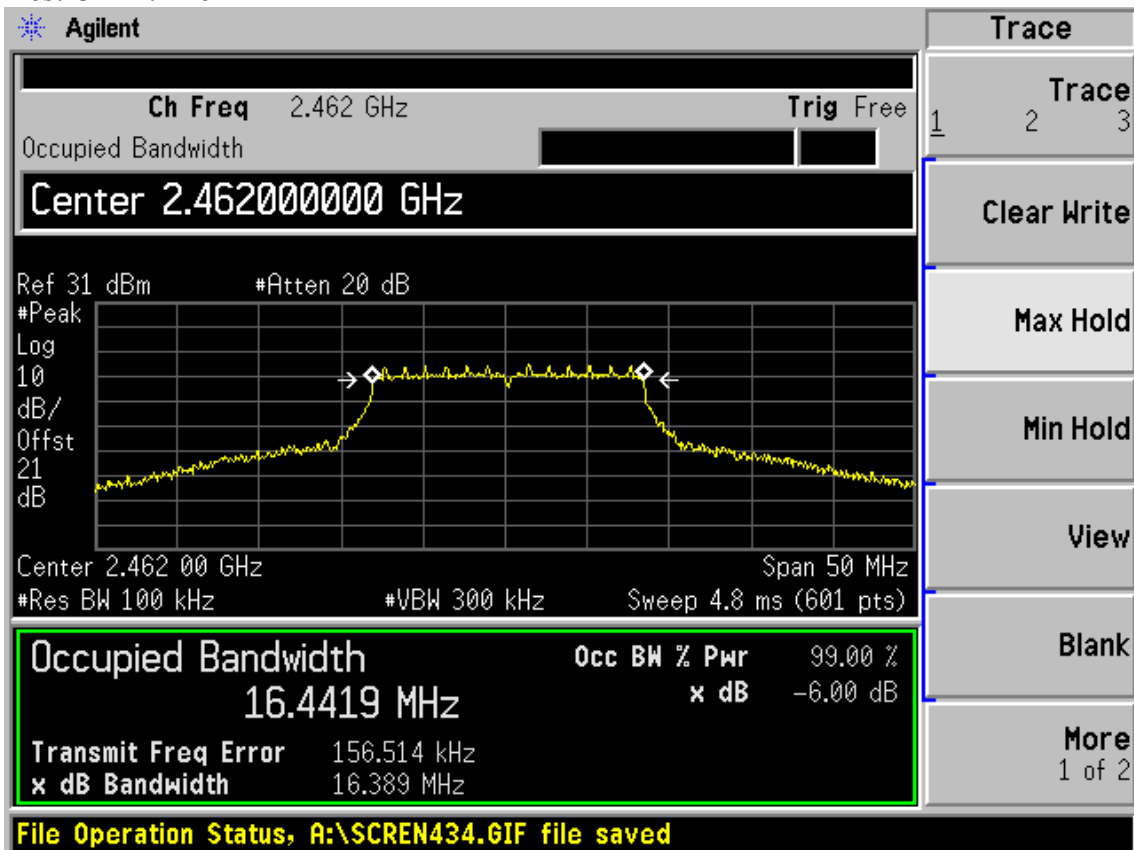 Agilent
Trace
Ch Freq 2.462 GHz Trig Free
Occupied Bandwidth
Center 2.462000000 GHz
Ref 31 dBm #Atten 20 dB
#Peak
Log
10
dB/
Offst
21
dB
Center 2.462 00 GHz Span 50 MHz
#Res BW 100 kHz #VBW 300 kHz Sweep 4.8 ms (601 pts)
Occupied Bandwidth Occ BW % Pwr 99.00 %
16.4419 MHz x dB -6.00 dB
Transmit Freq Error 156.514 kHz
x dB Bandwidth 16.389 MHz
File Operation Status, A:\SCREN434.GIF file saved
Trace
1 2 3
Clear Write
Max Hold
Min Hold
View
Blank
More
1 of 2